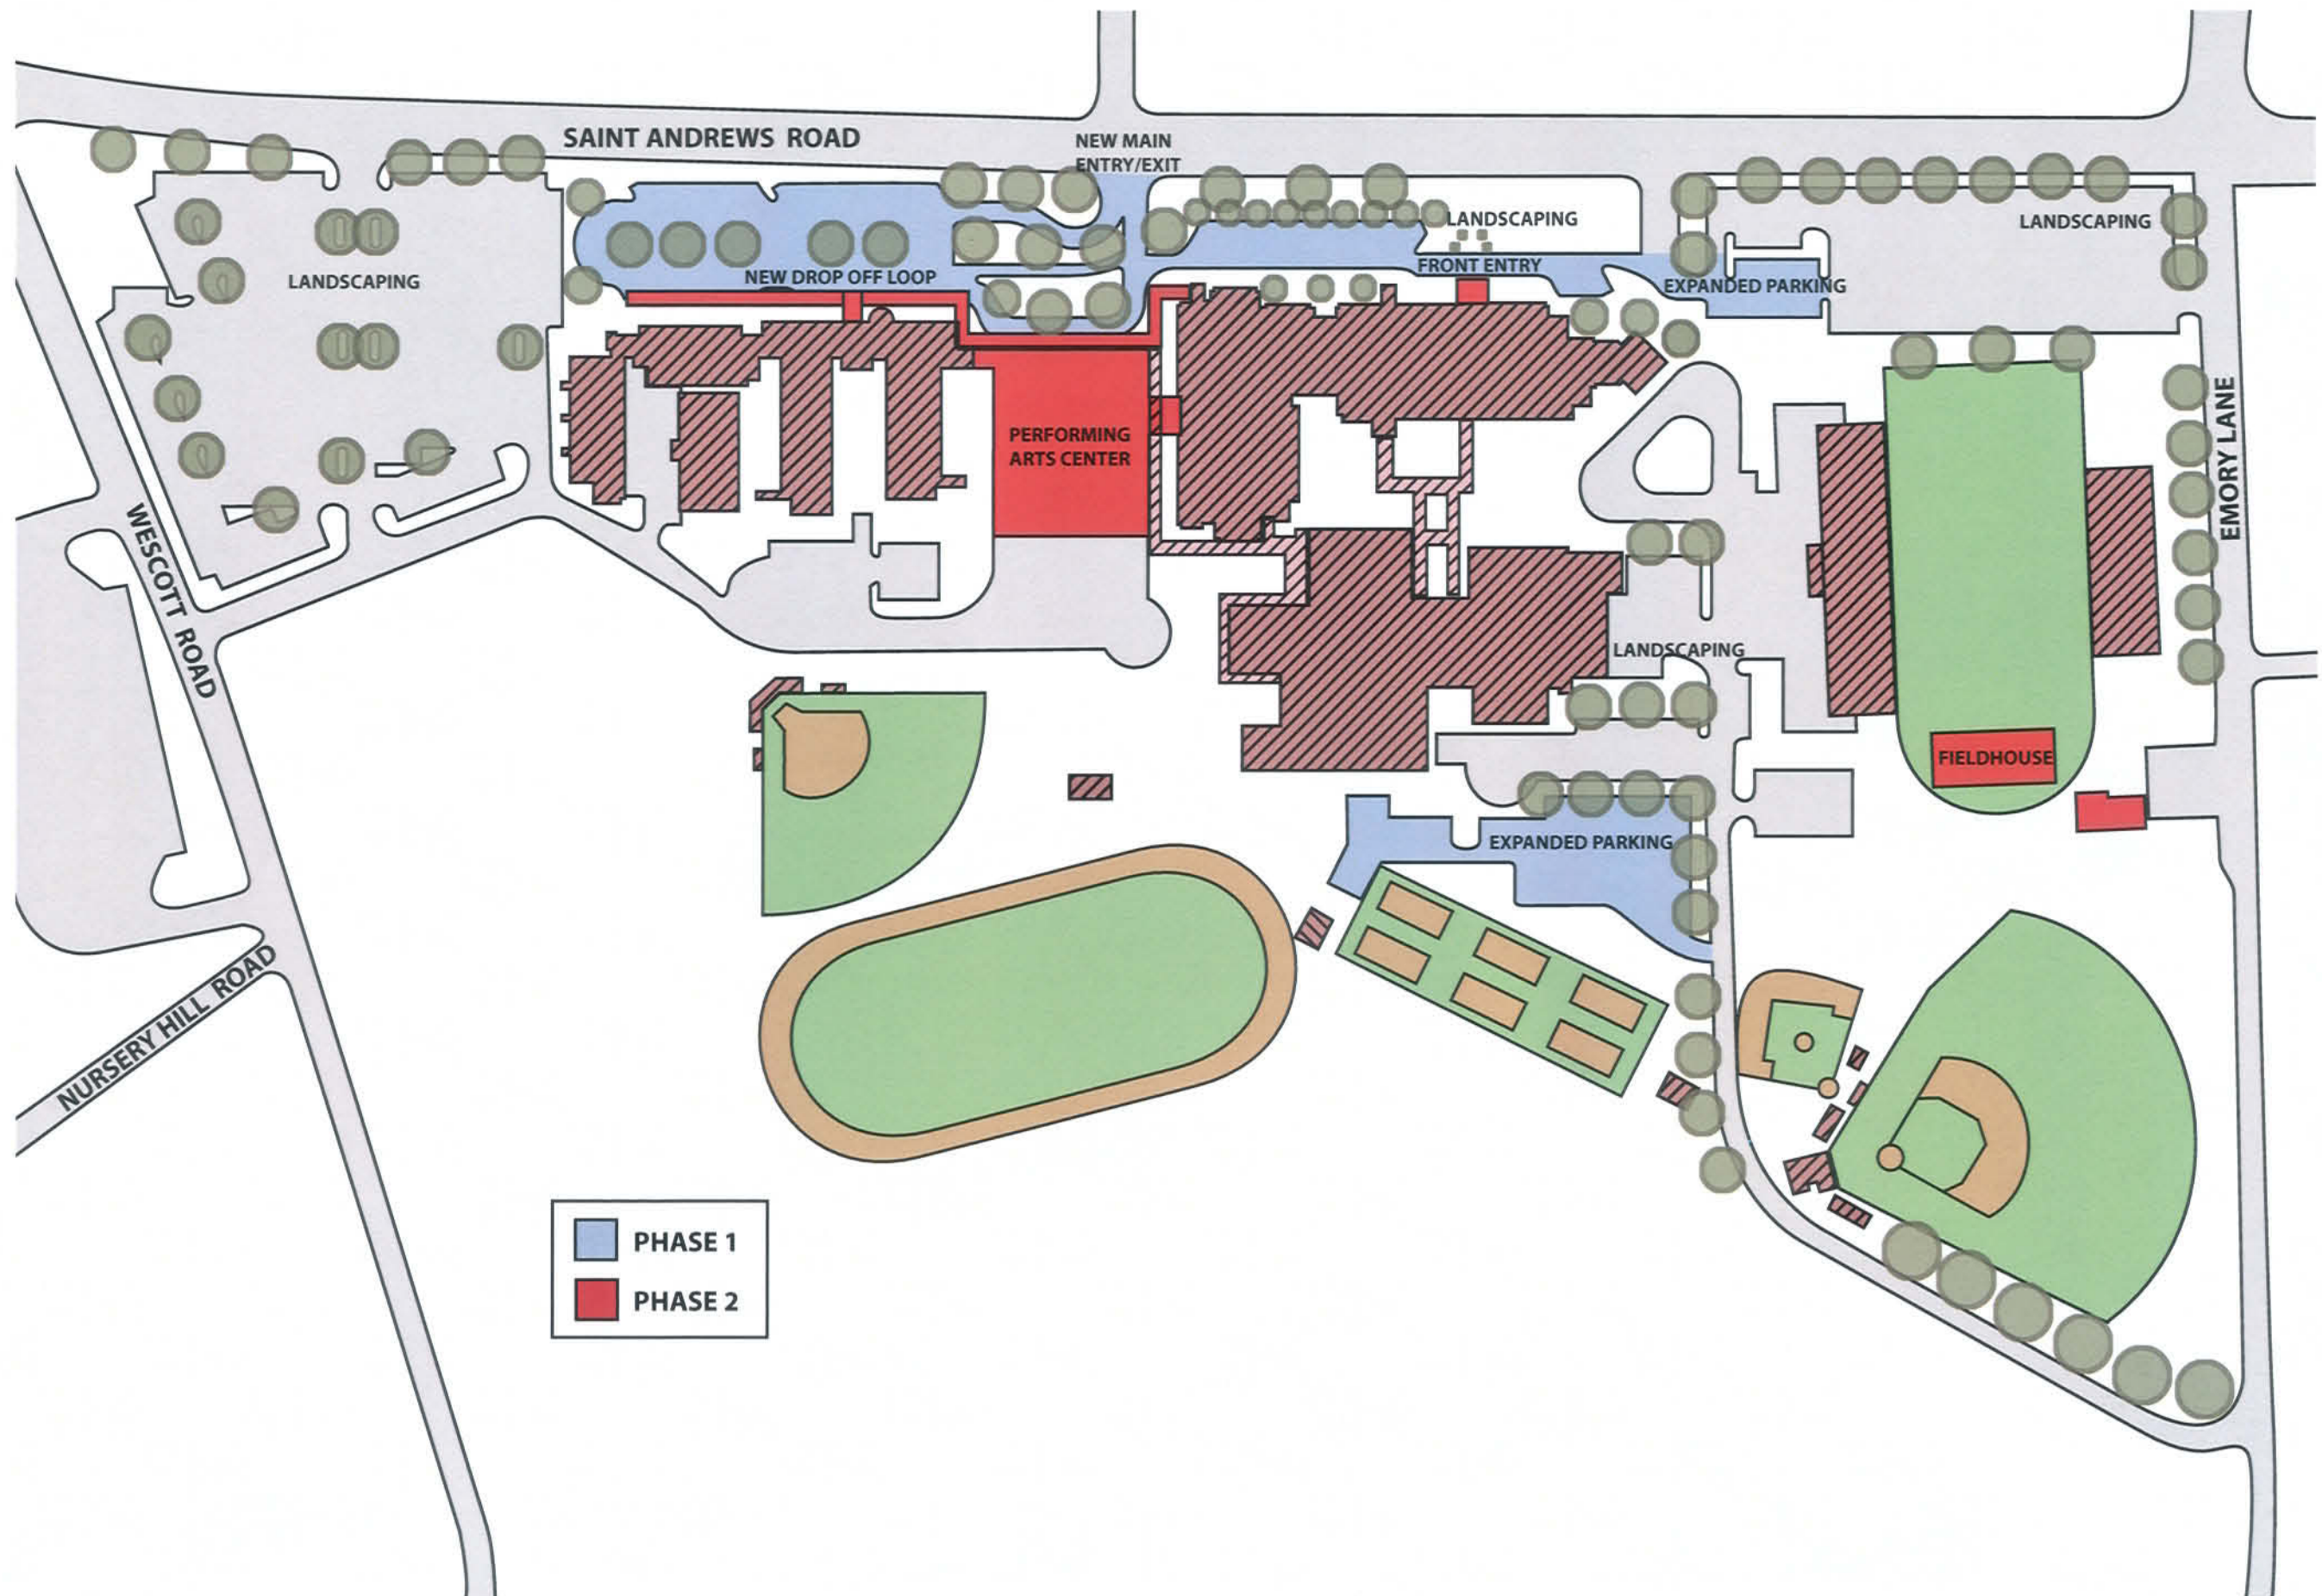 SAINT ANDREWS ROAD
NEW MAIN
ENTRY/EXIT
LANDSCAPING
LANDSCAPING
LANDSCAPING
FRONT ENTRY
NEW DROP OFF LOOP
EXPANDED PARKING
PERFORMING
ARTS CENTER
EMORY LANE
WESCOTT ROAD
LANDSCAPING
FIELDHOUSE
EXPANDED PARKING
NURSERY HILL ROAD
PHASE 1
PHASE 2